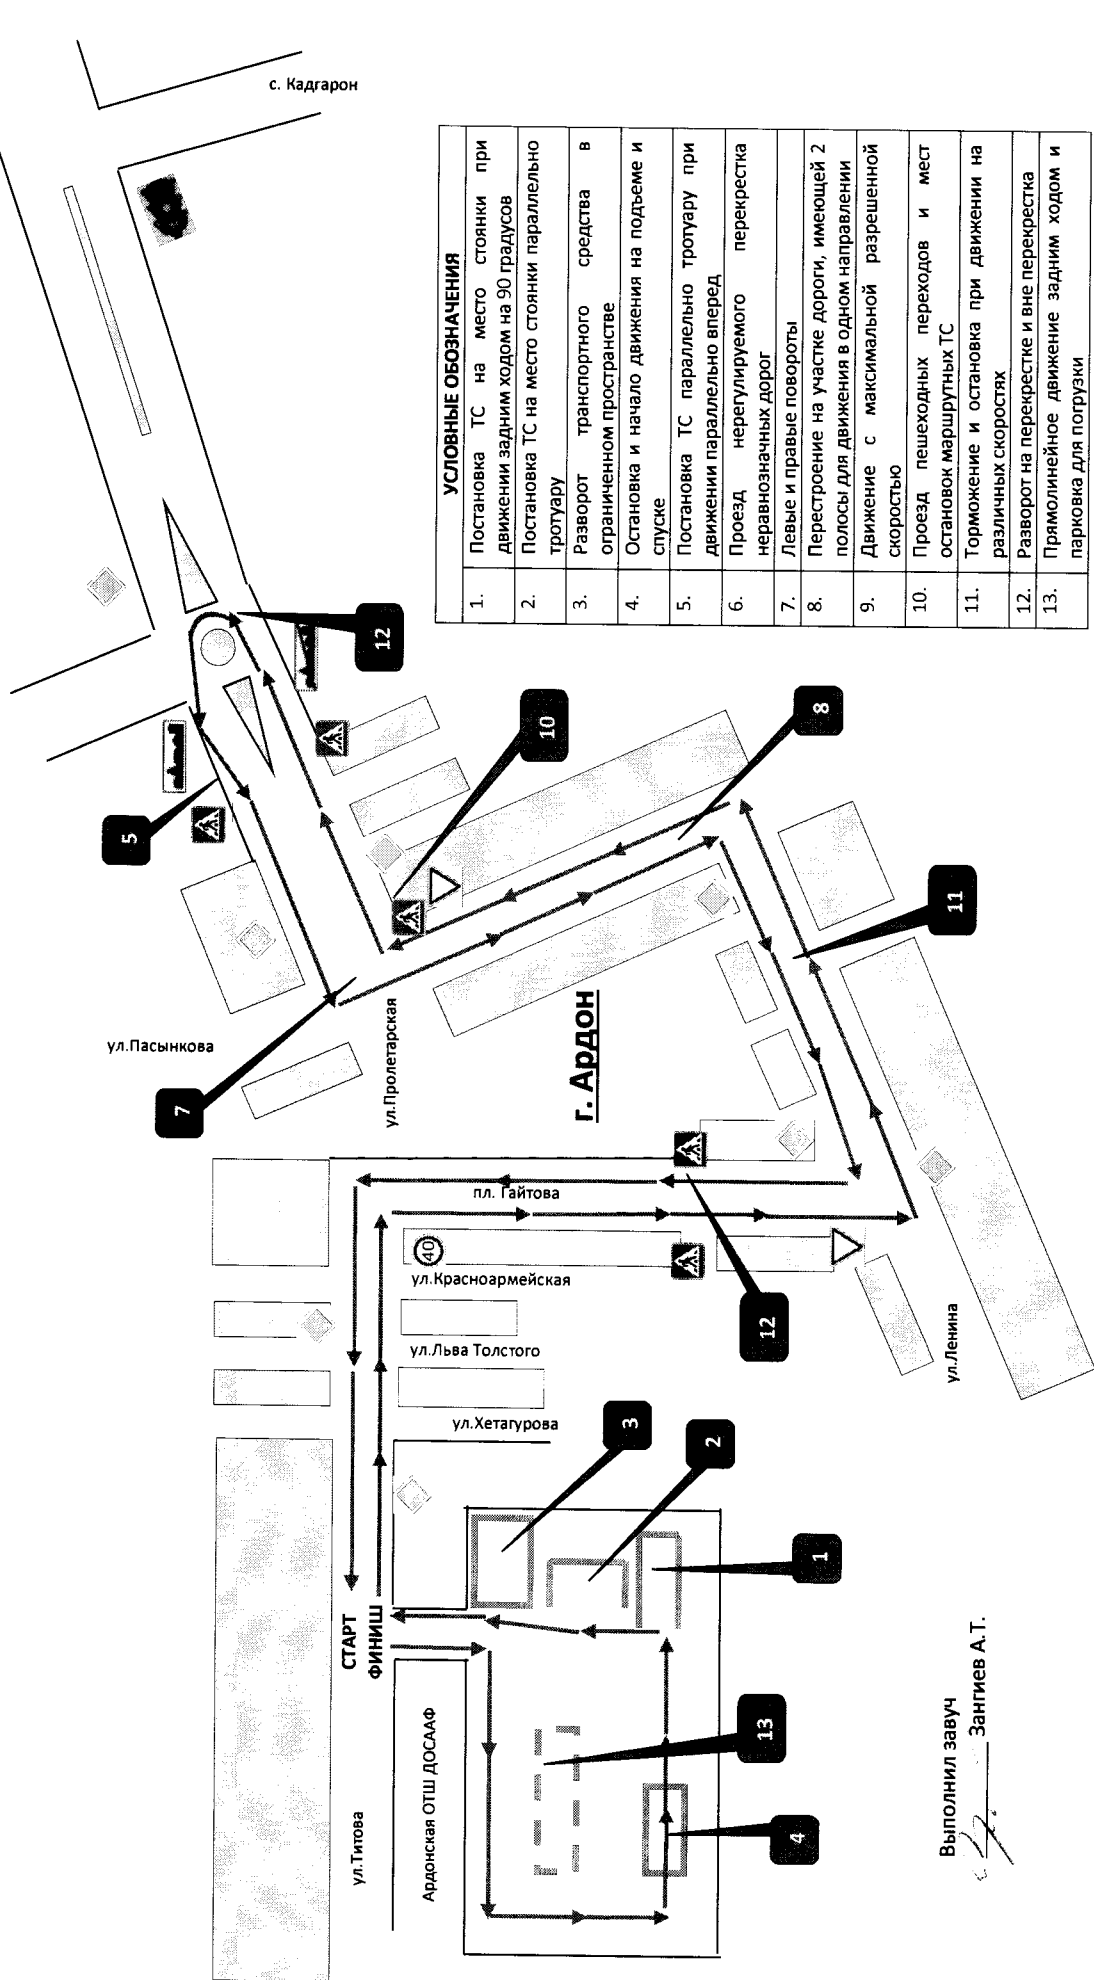 с. Кадгарон
УСЛОВНЫЕ ОБОЗНАЧЕНИЯ
1. Постановка ТС на место стоянки при
движении задним ходом на 90 градусов
2. Постановка ТС на место стоянки параллельно
тротуару
3. Разворот транспортного средства в
ограниченном пространстве
4. Остановка и начало движения на подъеме и
спуске
5. Постановка ТС параллельно тротуару при
движении параллельно вперед
6. Проезд нерегулируемого перекрестка
неравнозначных дорог
7. Левые и правые повороты
8. Перестроение на участке дороги, имеющей 2
полосы для движения в одном направлении
9. Движение с максимальной разрешенной
скоростью
10. Проезд пешеходных переходов и мест
остановок маршрутных ТС
11. Торможение и остановка при движении на
различных скоростях
12. Разворот на перекрестке и вне перекрестка
13. Прямолинейное движение задним ходом и
парковка для погрузки
12
5
10
8
11
7
ул.Пасынкова
ул.Пролетарская
г. Ардон
пл. Гайтова
40
ул.Красноармейская
12
ул.Льва Толстого
ул.Ленина
ул.Хетагурова
3
2
1
СТАРТ
ФИНИШ
13
4
ул.Титова
Ардонская ОТШ ДОСААФ
Выполнил завуч
Зангиев А.Т.